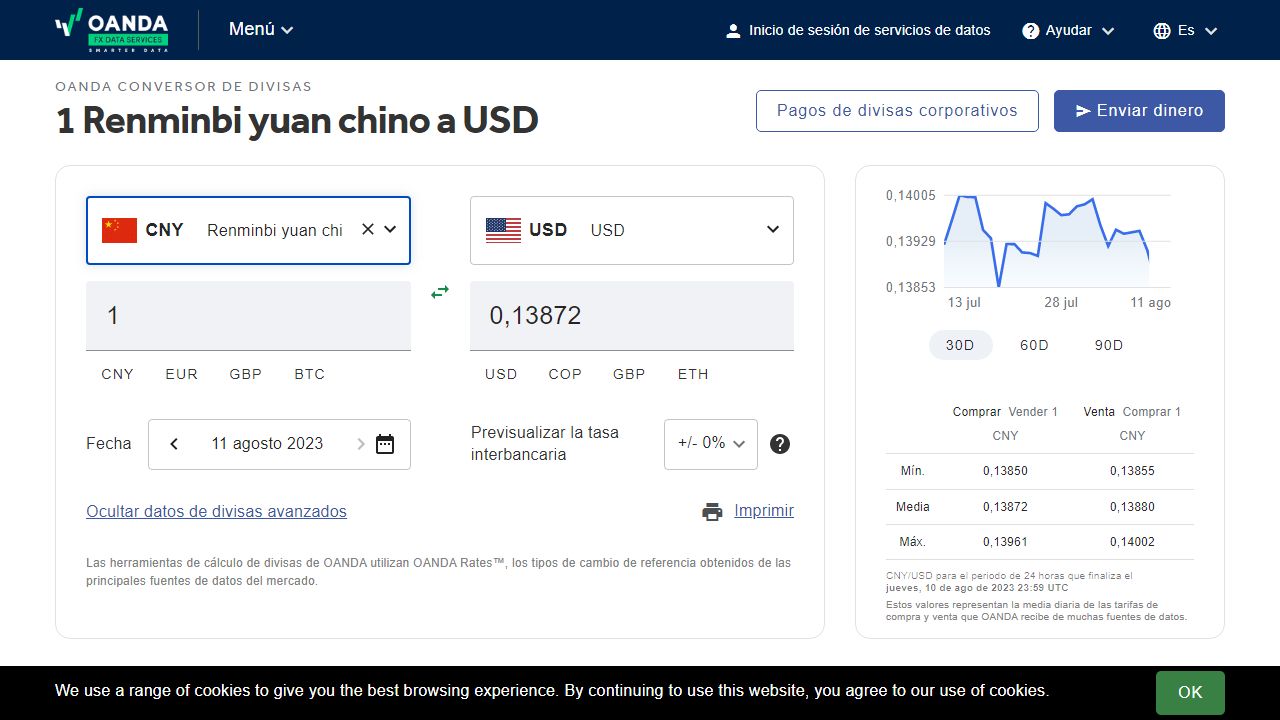 OANDA
FX DATA SERVICES
SMARTER DATA
Menú
Inicio de sesión de servicios de datos
Ayudar
Es
OANDA CONVERSOR DE DIVISAS
1 Renminbi yuan chino a USD
Pagos de divisas corporativos
Enviar dinero
CNY Renminbi yuan chi
USD USD
1
0,13872
CNY EUR GBP BTC
USD COP GBP ETH
Fecha
11 agosto 2023
Previsualizar la tasa
interbancaria
+/- 0%
Ocultar datos de divisas avanzados
Imprimir
Las herramientas de cálculo de divisas de OANDA utilizan OANDA Rates™, los tipos de cambio de referencia obtenidos de las
principales fuentes de datos del mercado.
0,14005
0,13929
0,13853
13 jul 28 jul 11 ago
30D 60D 90D
Comprar Vender 1 Venta Comprar 1
CNY CNY
Mín. 0,13850 0,13855
Media 0,13872 0,13880
Máx. 0,13961 0,14002
CNY/USD para el periodo de 24 horas que finaliza el
jueves, 10 de ago de 2023 23:59 UTC
Estos valores representan la media diaria de las tarifas de
compra y venta que OANDA recibe de muchas fuentes de datos.
We use a range of cookies to give you the best browsing experience. By continuing to use this website, you agree to our use of cookies.
OK